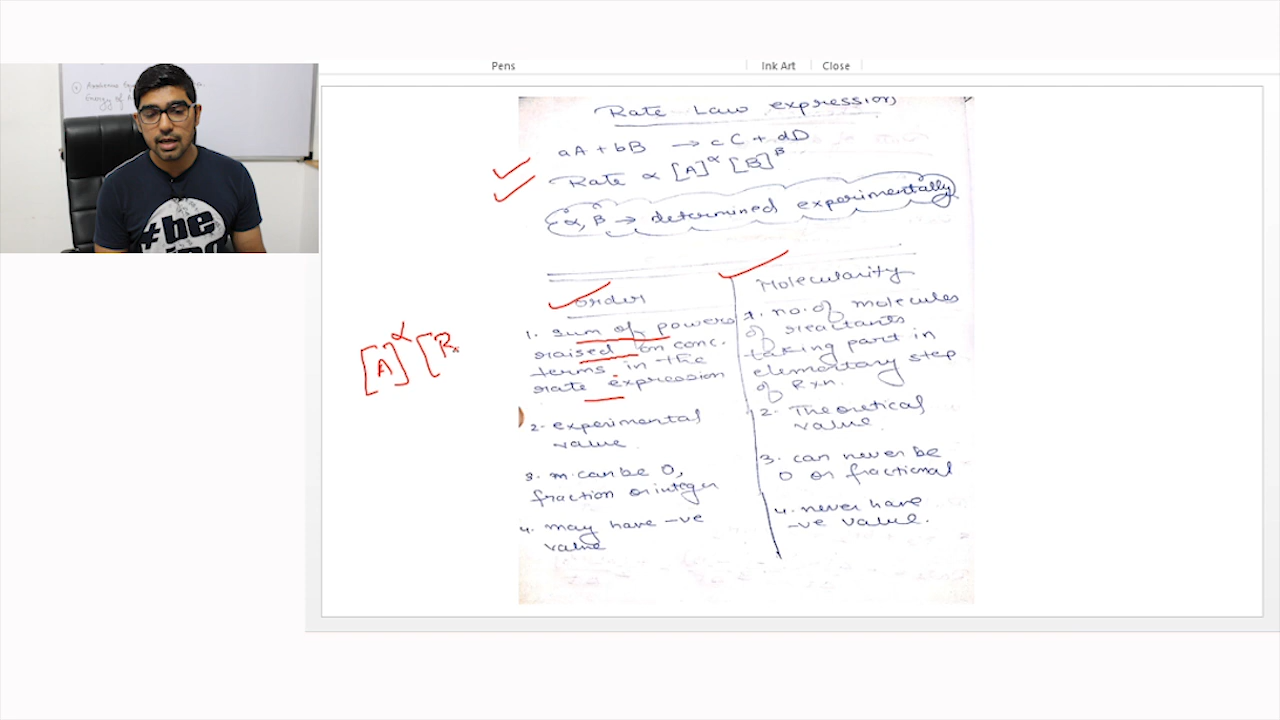 Pens
Ink Art
Close
#be
Rate Law expression
aA + bB → cC + dD
Rate ∝ [A]^α [B]^β
α, β → determined experimentally
order
1. sum of powers
raised on conc.
terms in the
rate expression
2. experimental
value
3. m can be 0,
fraction or integer
4. may have -ve
value
Molecularity
1. no. of molecules
of reactants
taking part in
elementary step
of Rxn.
2. Theoretical
value.
3. can never be
0 or fractional
4. never have
-ve value.
[A]^α [B